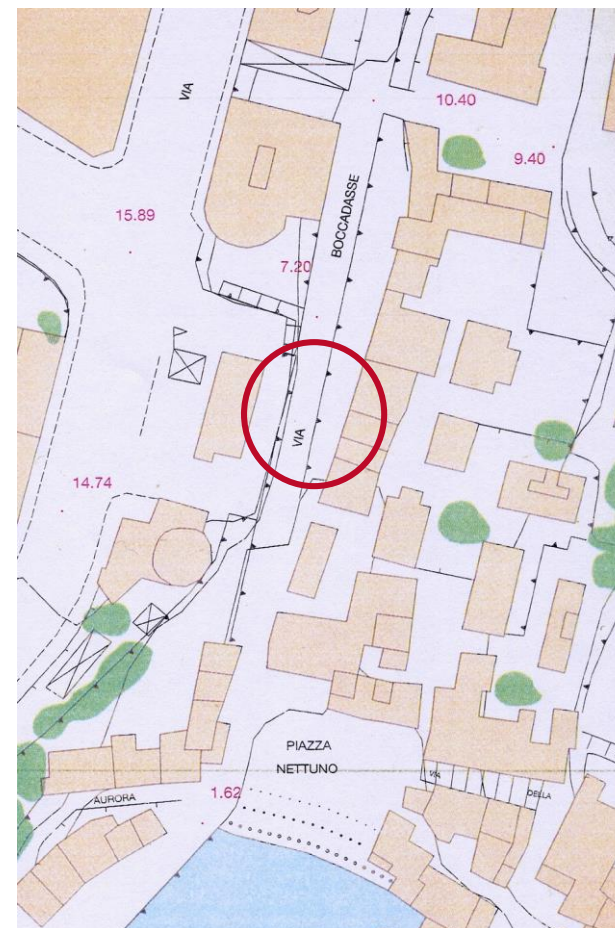 VIA
10.40
9.40
15.89
BOCCADASSE
7.20
VIA
14.74
PIAZZA
NETTUNO
VIA
DELLA
AURORA
1.62